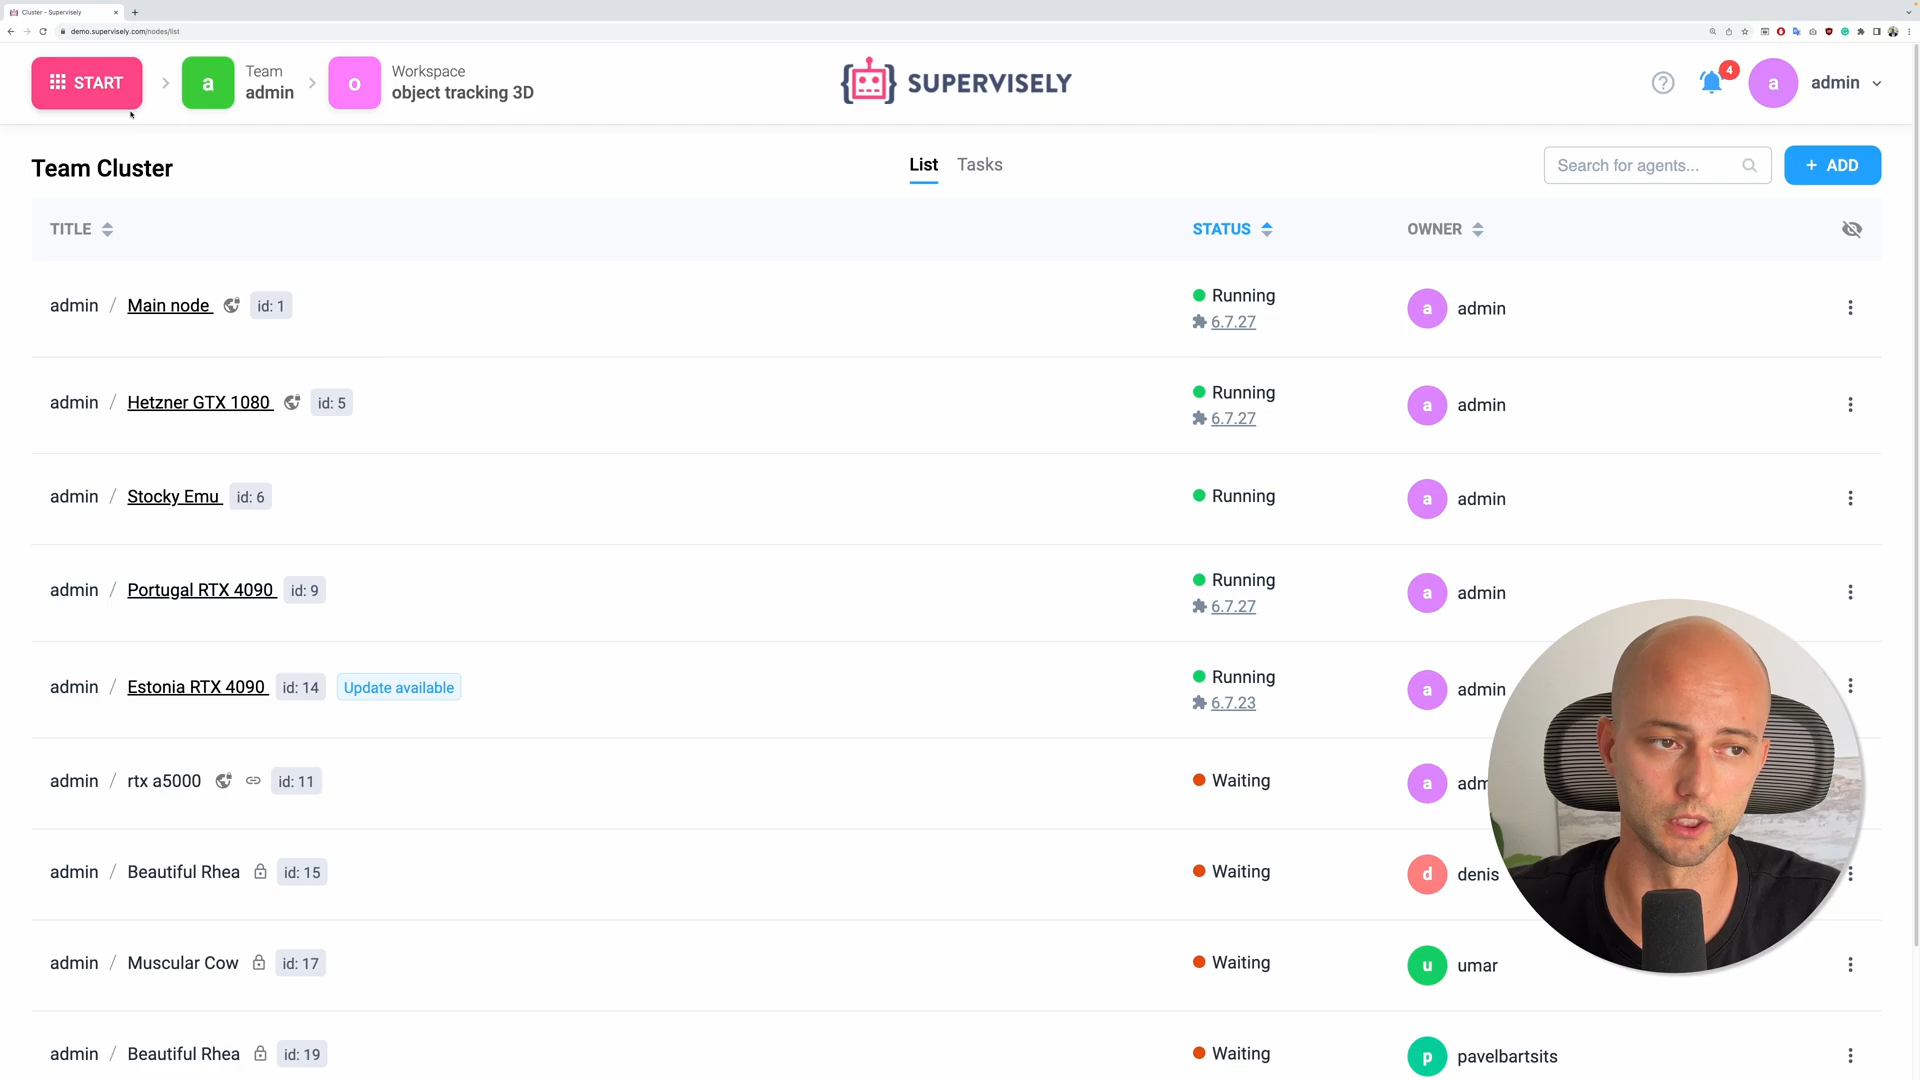 Cluster - Supervisely
demo.supervisely.com/nodes/list
START
a
Team
admin
o
Workspace
object tracking 3D
SUPERVISELY
4
a
admin
Team Cluster
List
Tasks
Search for agents...
+ ADD
TITLE
STATUS
OWNER
admin / Main node id: 1
Running
6.7.27
a admin
admin / Hetzner GTX 1080 id: 5
Running
6.7.27
a admin
admin / Stocky Emu id: 6
Running
a admin
admin / Portugal RTX 4090 id: 9
Running
6.7.27
a admin
admin / Estonia RTX 4090 id: 14 Update available
Running
6.7.23
a admin
admin / rtx a5000 id: 11
Waiting
a adm
admin / Beautiful Rhea id: 15
Waiting
d denis
admin / Muscular Cow id: 17
Waiting
u umar
admin / Beautiful Rhea id: 19
Waiting
p pavelbartsits